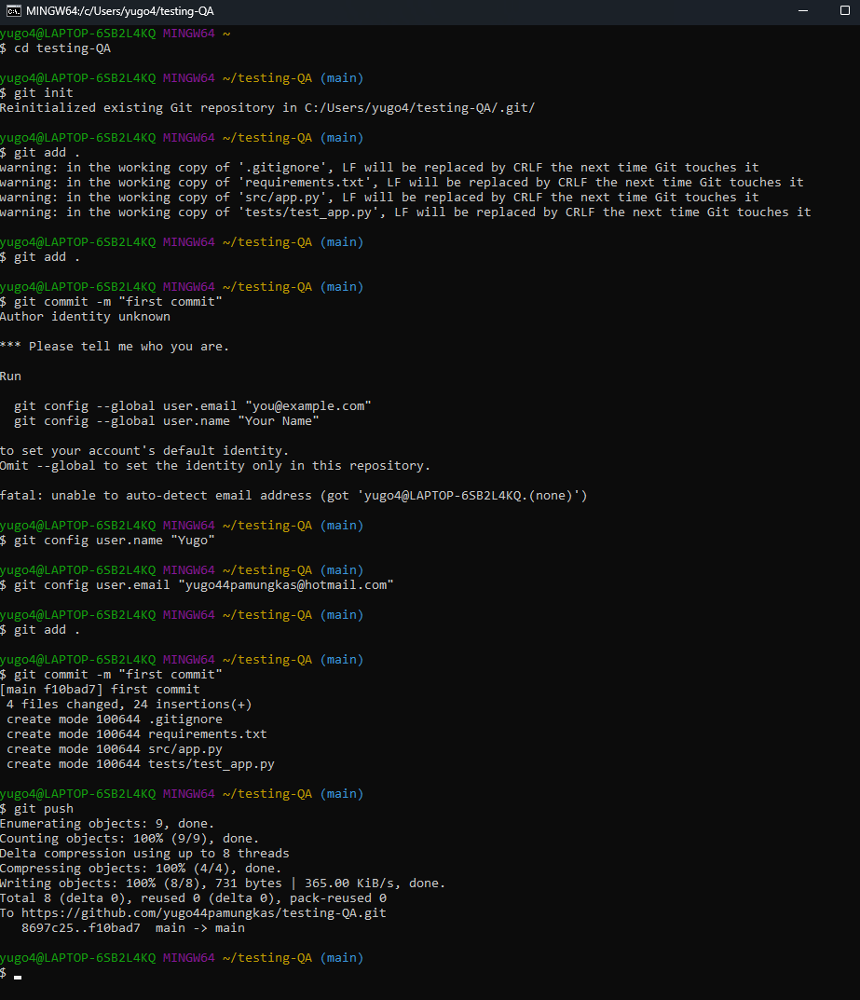 MINGW64:/c/Users/yugo4/testing-QA
yugo4@LAPTOP-6SB2L4KQ MINGW64 ~
$ cd testing-QA
yugo4@LAPTOP-6SB2L4KQ MINGW64 ~/testing-QA (main)
$ git init
Reinitialized existing Git repository in C:/Users/yugo4/testing-QA/.git/
yugo4@LAPTOP-6SB2L4KQ MINGW64 ~/testing-QA (main)
$ git add .
warning: in the working copy of '.gitignore', LF will be replaced by CRLF the next time Git touches it
warning: in the working copy of 'requirements.txt', LF will be replaced by CRLF the next time Git touches it
warning: in the working copy of 'src/app.py', LF will be replaced by CRLF the next time Git touches it
warning: in the working copy of 'tests/test_app.py', LF will be replaced by CRLF the next time Git touches it
yugo4@LAPTOP-6SB2L4KQ MINGW64 ~/testing-QA (main)
$ git add .
yugo4@LAPTOP-6SB2L4KQ MINGW64 ~/testing-QA (main)
$ git commit -m "first commit"
Author identity unknown
*** Please tell me who you are.
Run
git config --global user.email "you@example.com"
git config --global user.name "Your Name"
to set your account's default identity.
Omit --global to set the identity only in this repository.
fatal: unable to auto-detect email address (got 'yugo4@LAPTOP-6SB2L4KQ.(none)')
yugo4@LAPTOP-6SB2L4KQ MINGW64 ~/testing-QA (main)
$ git config user.name "Yugo"
yugo4@LAPTOP-6SB2L4KQ MINGW64 ~/testing-QA (main)
$ git config user.email "yugo44pamungkas@hotmail.com"
yugo4@LAPTOP-6SB2L4KQ MINGW64 ~/testing-QA (main)
$ git add .
yugo4@LAPTOP-6SB2L4KQ MINGW64 ~/testing-QA (main)
$ git commit -m "first commit"
[main f10bad7] first commit
4 files changed, 24 insertions(+)
create mode 100644 .gitignore
create mode 100644 requirements.txt
create mode 100644 src/app.py
create mode 100644 tests/test_app.py
yugo4@LAPTOP-6SB2L4KQ MINGW64 ~/testing-QA (main)
$ git push
Enumerating objects: 9, done.
Counting objects: 100% (9/9), done.
Delta compression using up to 8 threads
Compressing objects: 100% (4/4), done.
Writing objects: 100% (8/8), 731 bytes | 365.00 KiB/s, done.
Total 8 (delta 0), reused 0 (delta 0), pack-reused 0
To https://github.com/yugo44pamungkas/testing-QA.git
8697c25..f10bad7  main -> main
yugo4@LAPTOP-6SB2L4KQ MINGW64 ~/testing-QA (main)
$